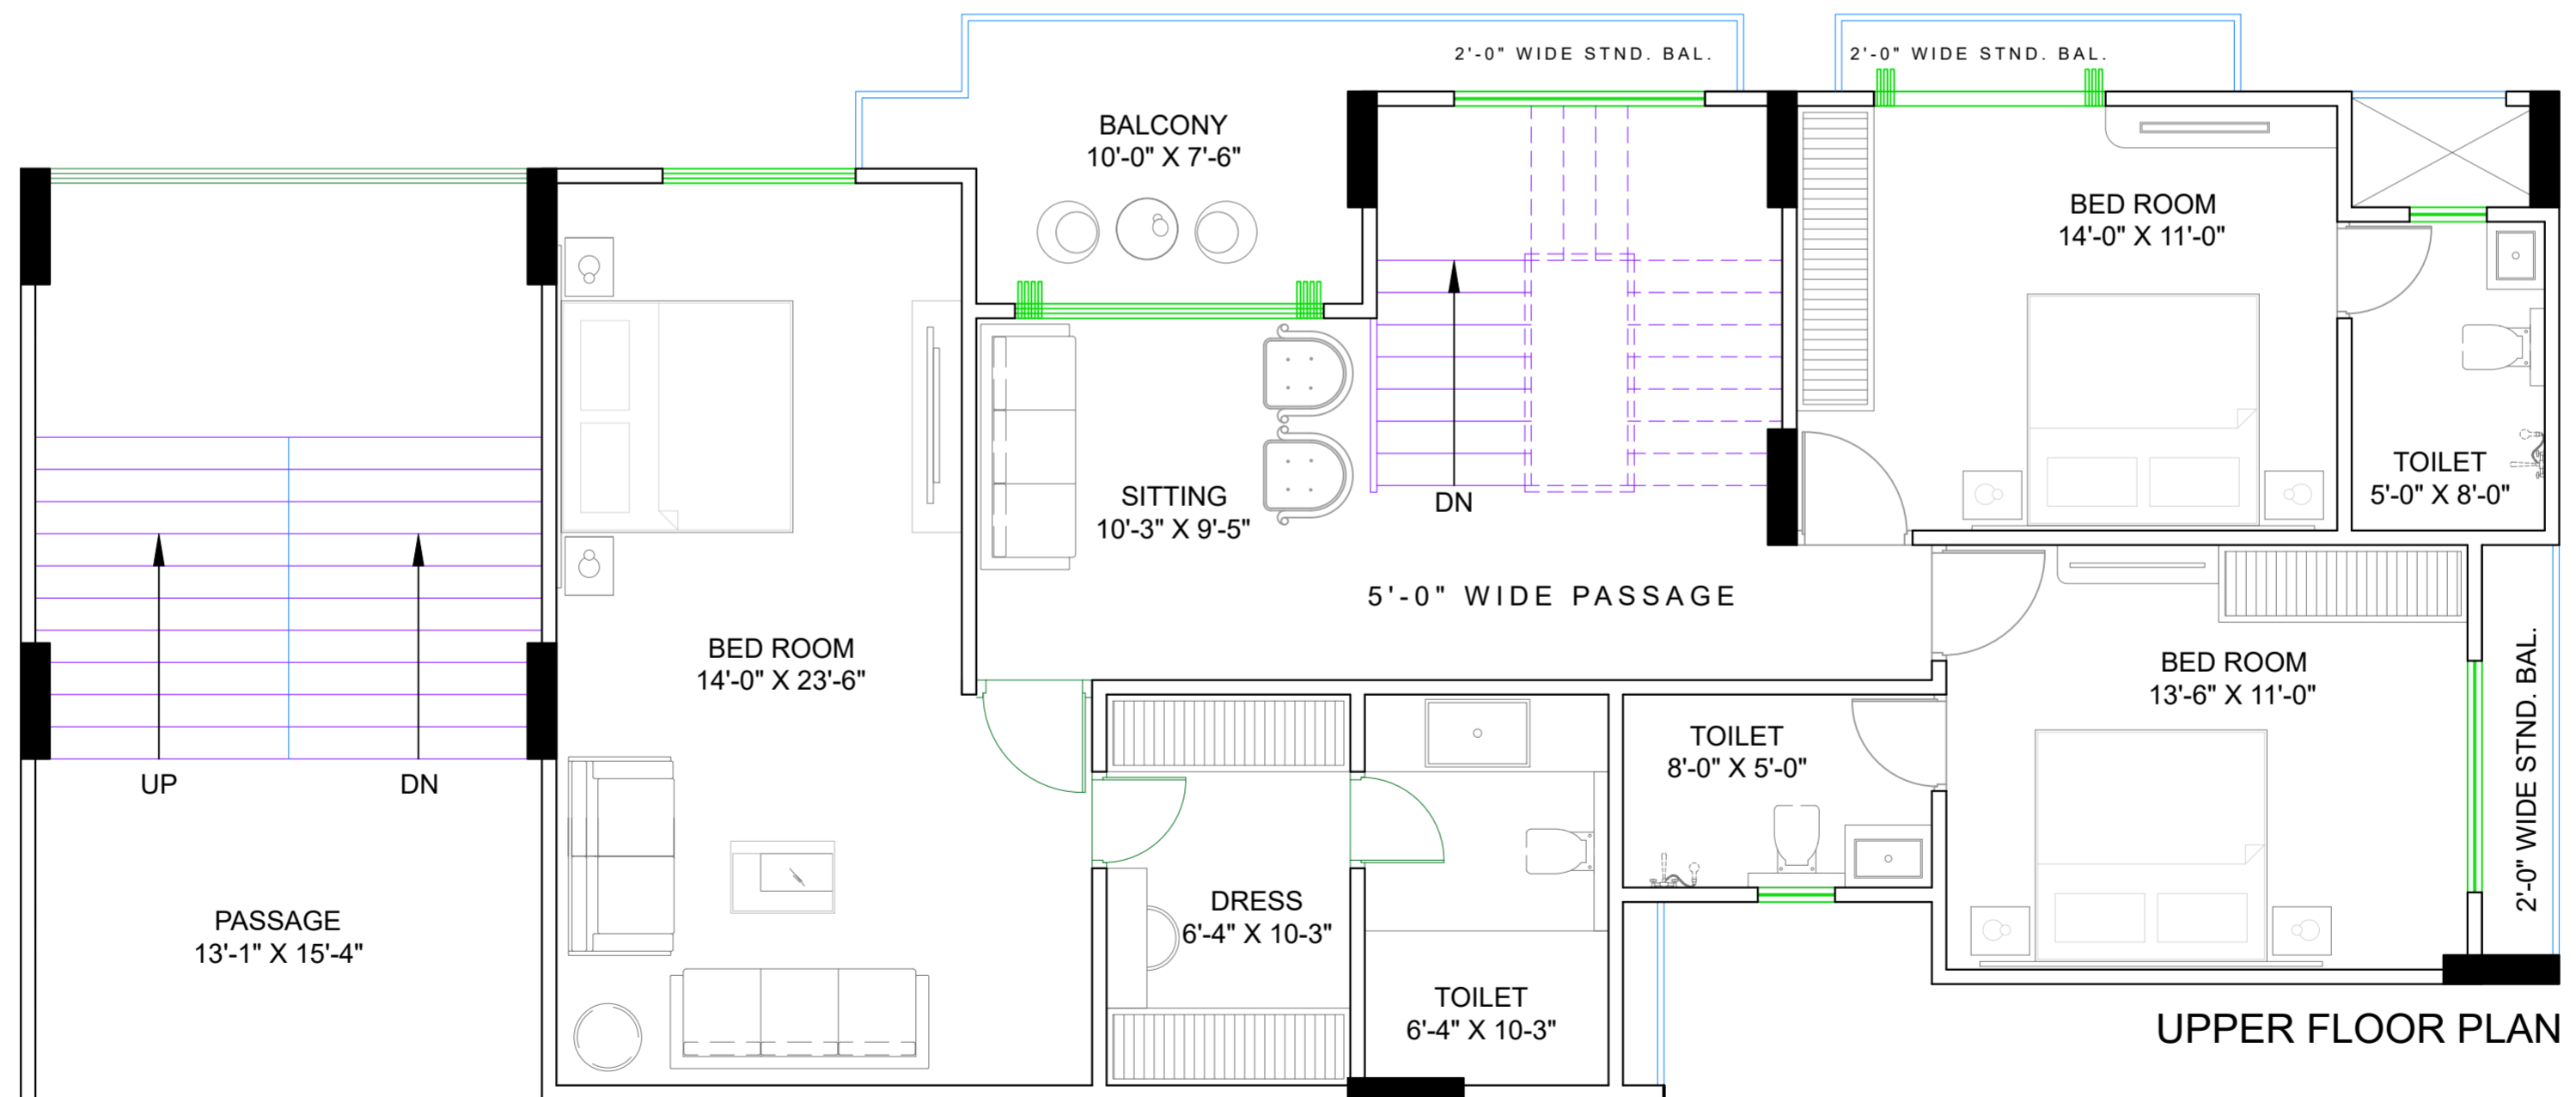 2'-0" WIDE STND. BAL.
2'-0" WIDE STND. BAL.
BALCONY
10'-0" X 7'-6"
BED ROOM
14'-0" X 11'-0"
TOILET
5'-0" X 8'-0"
SITTING
10'-3" X 9'-5"
DN
5'-0" WIDE PASSAGE
BED ROOM
14'-0" X 23'-6"
BED ROOM
13'-6" X 11'-0"
2'-0" WIDE STND. BAL.
TOILET
8'-0" X 5'-0"
UP
DN
PASSAGE
13'-1" X 15'-4"
DRESS
6'-4" X 10-3"
TOILET
6'-4" X 10-3"
UPPER FLOOR PLAN